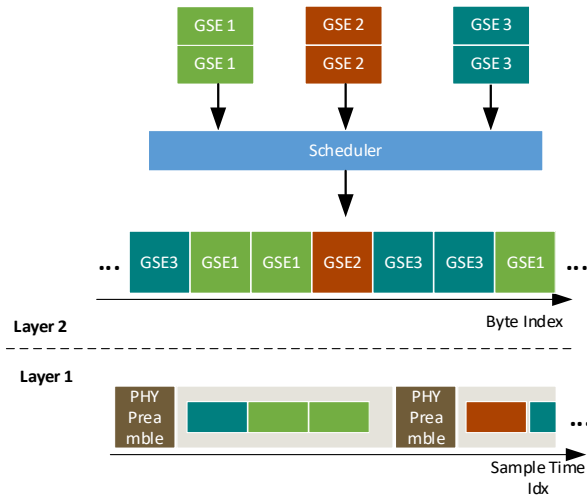 GSE 1 GSE 2 GSE 3
GSE 1 GSE 2 GSE 3
Scheduler
... GSE3 GSE1 GSE1 GSE2 GSE3 GSE3 GSE1 ...
Byte Index
Layer 2
Layer 1
PHY
Prea
mble
PHY
Prea
mble
...
Sample Time
Idx